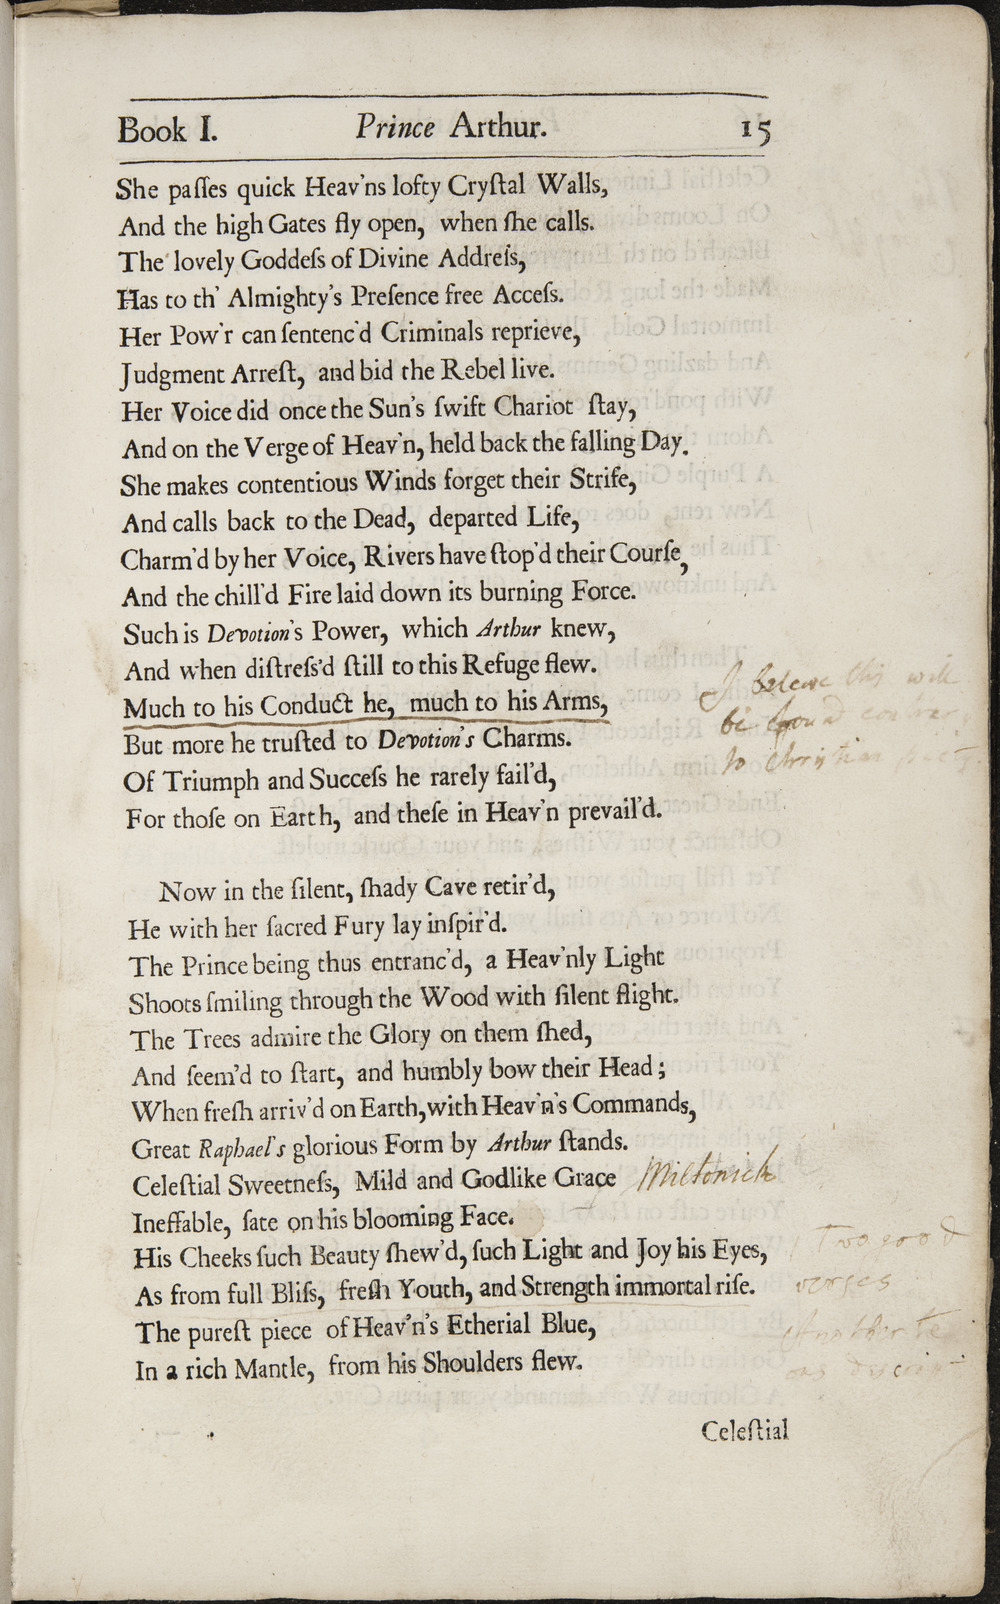 Book I. Prince Arthur. 15
She paſſes quick Heav'ns lofty Cryſtal Walls,
And the high Gates fly open, when ſhe calls.
The lovely Goddeſs of Divine Addreſs,
Has to th' Almighty's Preſence free Acceſs.
Her Pow'r can ſentenc'd Criminals reprieve,
Judgment Arreſt, and bid the Rebel live.
Her Voice did once the Sun's ſwift Chariot ſtay,
And on the Verge of Heav'n, held back the falling Day.
She makes contentious Winds forget their Strife,
And calls back to the Dead, departed Life,
Charm'd by her Voice, Rivers have ſtop'd their Courſe,
And the chill'd Fire laid down its burning Force.
Such is Devotion's Power, which Arthur knew,
And when diſtreſs'd ſtill to this Refuge flew.
Much to his Conduct he, much to his Arms,
But more he truſted to Devotion's Charms.
Of Triumph and Succeſs he rarely fail'd,
For thoſe on Earth, and theſe in Heav'n prevail'd.
I beleive this will
be found contrary
to Christian piety
Now in the ſilent, ſhady Cave retir'd,
He with her ſacred Fury lay inſpir'd.
The Prince being thus entranc'd, a Heav'nly Light
Shoots ſmiling through the Wood with ſilent flight.
The Trees admire the Glory on them ſhed,
And ſeem'd to ſtart, and humbly bow their Head;
When freſh arriv'd on Earth, with Heav'n's Commands,
Great Raphael's glorious Form by Arthur ſtands.
Celeſtial Sweetneſs, Mild and Godlike Grace Miltonick
Ineffable, ſate on his blooming Face.
His Cheeks ſuch Beauty ſhew'd, ſuch Light and Joy his Eyes,
As from full Bliſs, freſh Youth, and Strength immortal riſe.
The pureſt piece of Heav'n's Etherial Blue,
In a rich Mantle, from his Shoulders flew.
Two good
verses
Another
Celeſtial